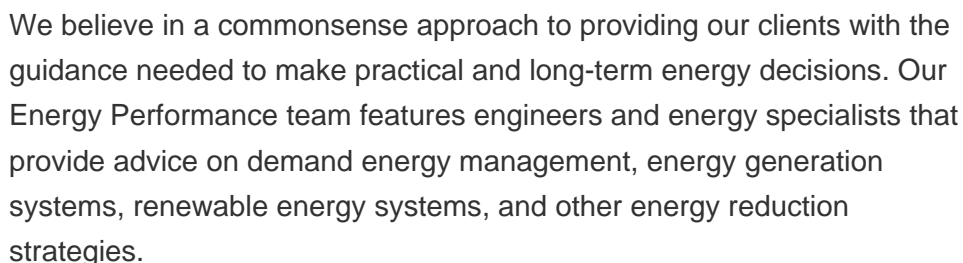 We believe in a commonsense approach to providing our clients with the
guidance needed to make practical and long-term energy decisions. Our
Energy Performance team features engineers and energy specialists that
provide advice on demand energy management, energy generation
systems, renewable energy systems, and other energy reduction
strategies.